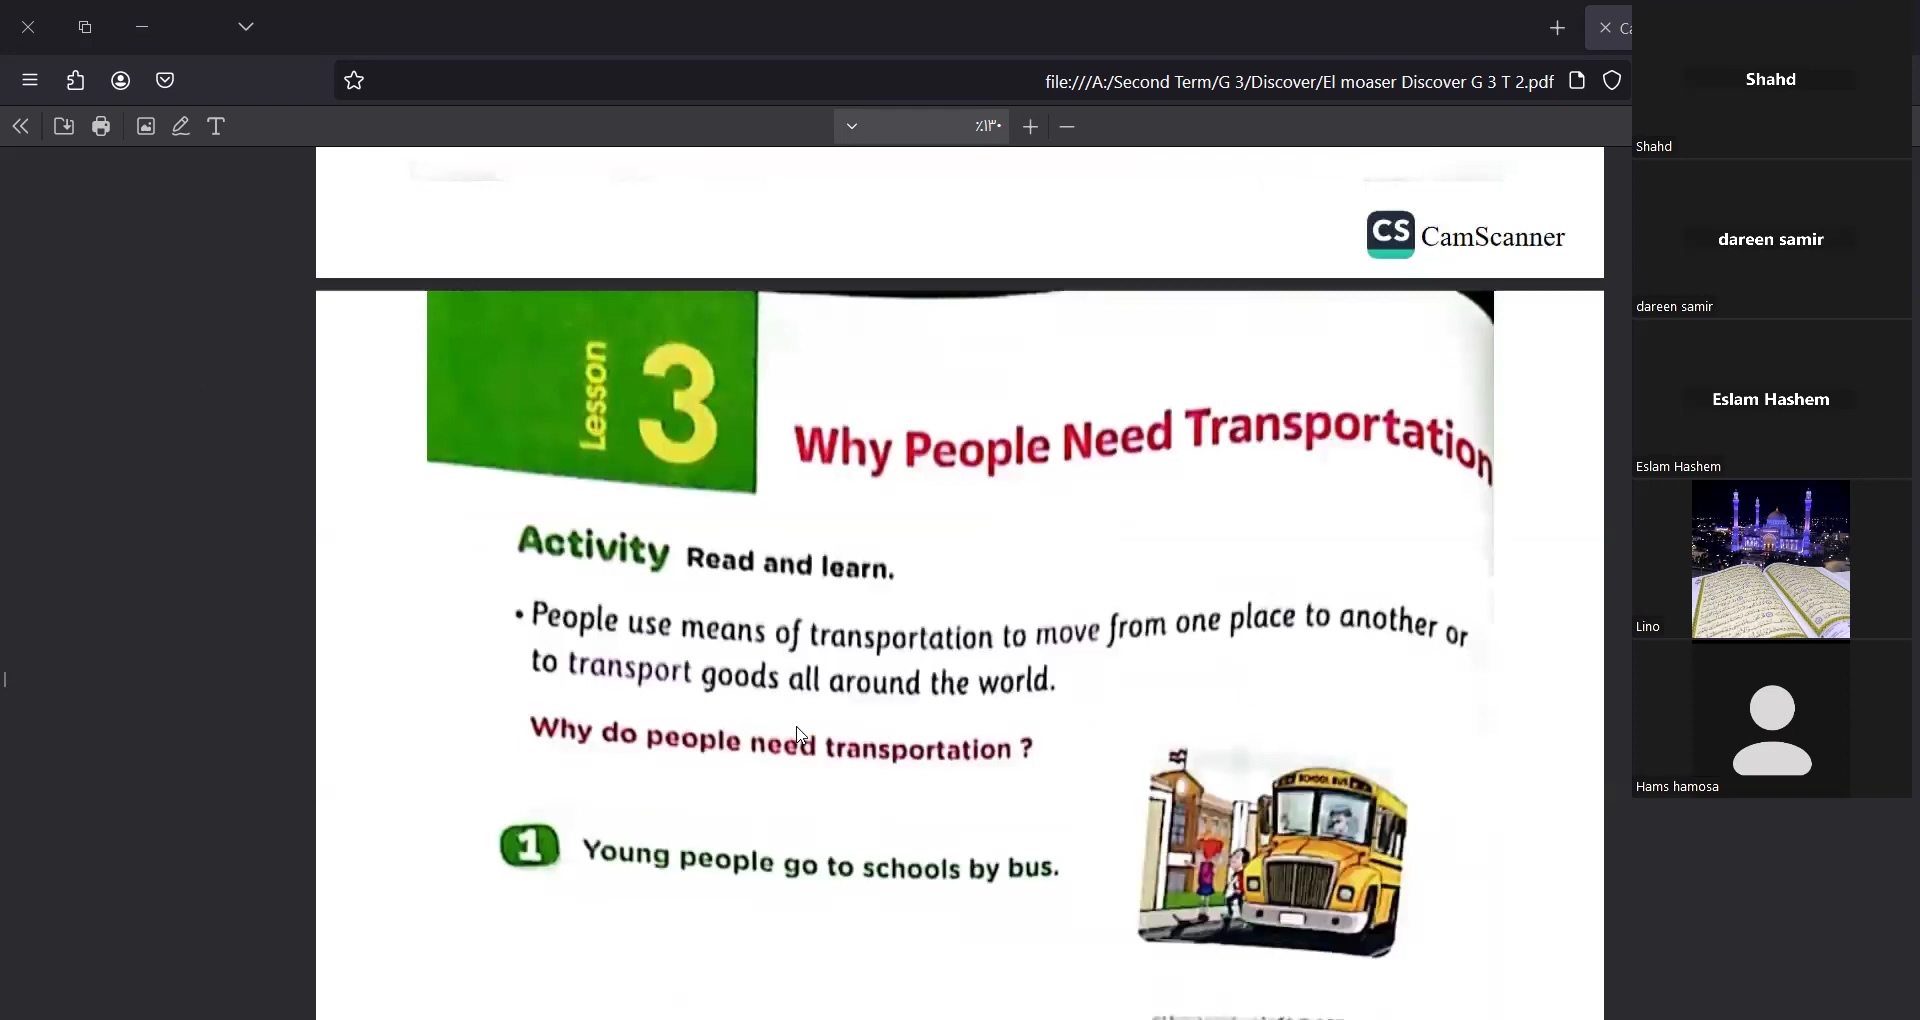 file:///A:/Second Term/G 3/Discover/El moaser Discover G 3 T 2.pdf
٪١٣٠
CS CamScanner
Lesson 3
Why People Need Transportation
Activity Read and learn.
• People use means of transportation to move from one place to another or
to transport goods all around the world.
Why do people need transportation ?
1 Young people go to schools by bus.
SCHOOL BUS
Shahd
Shahd
dareen samir
dareen samir
Eslam Hashem
Eslam Hashem
Lino
Hams hamosa